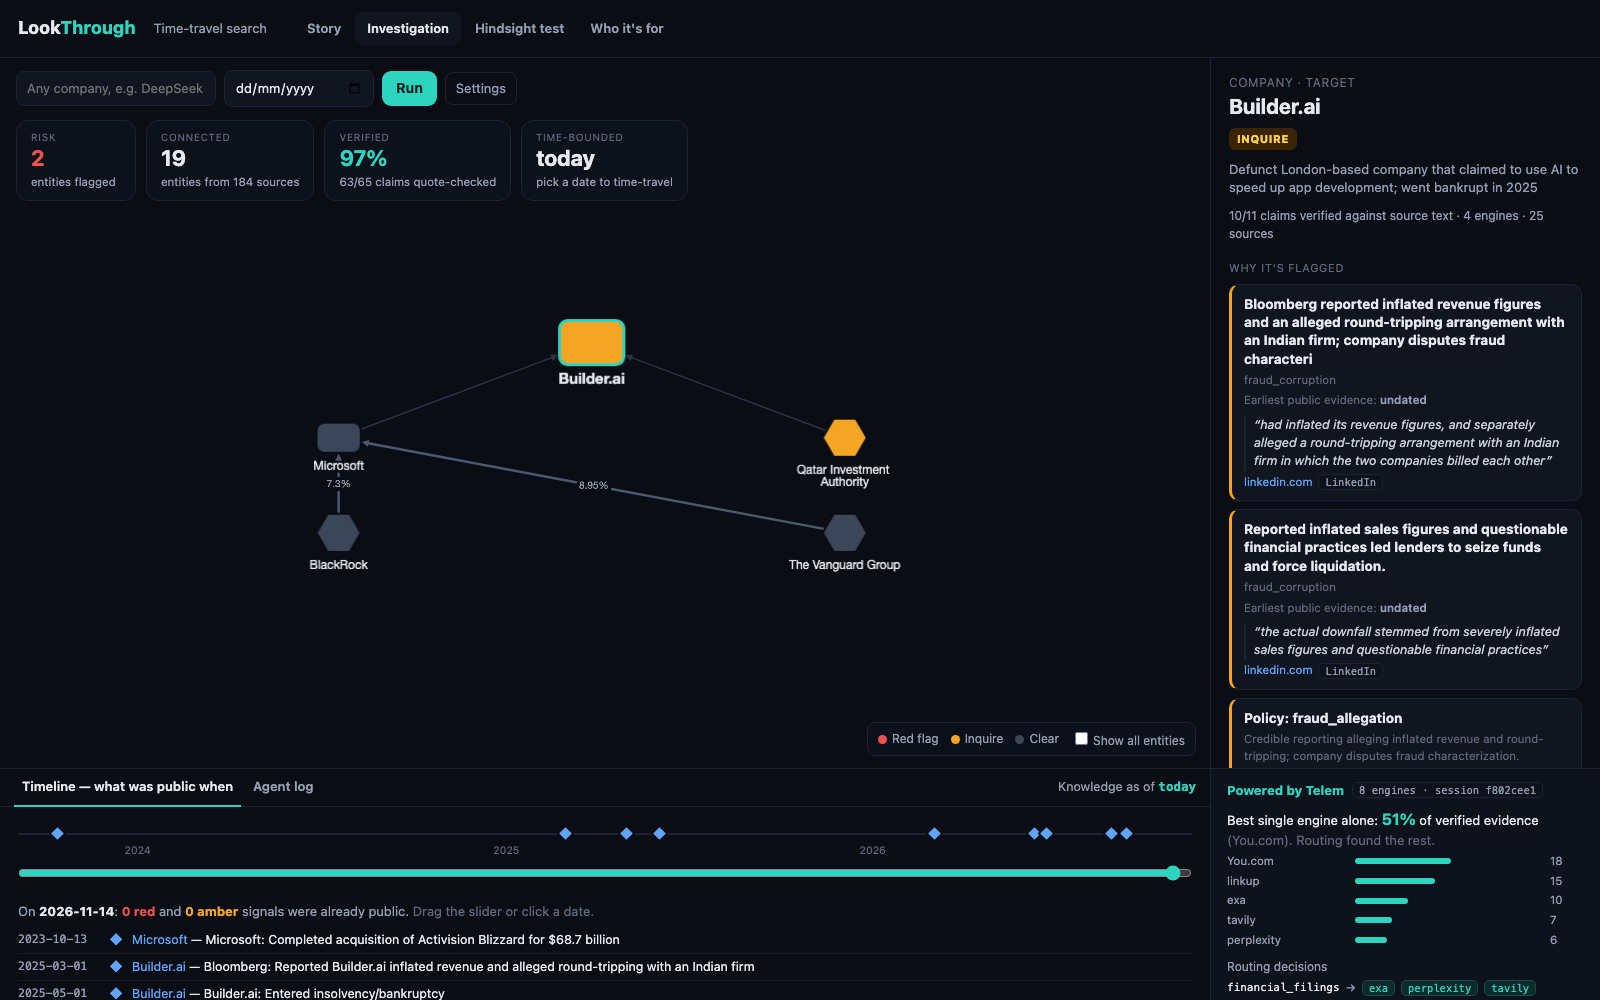 LookThrough
Time-travel search
Story
Investigation
Hindsight test
Who it's for
Any company, e.g. DeepSeek
dd/mm/yyyy
Run
Settings
RISK
2
entities flagged
CONNECTED
19
entities from 184 sources
VERIFIED
97%
63/65 claims quote-checked
TIME-BOUNDED
today
pick a date to time-travel
Builder.ai
Microsoft
7.3%
BlackRock
8.95%
Qatar Investment
Authority
The Vanguard Group
Red flag
Inquire
Clear
Show all entities
COMPANY · TARGET
Builder.ai
INQUIRE
Defunct London-based company that claimed to use AI to
speed up app development; went bankrupt in 2025
10/11 claims verified against source text · 4 engines · 25
sources
WHY IT'S FLAGGED
Bloomberg reported inflated revenue figures
and an alleged round-tripping arrangement with
an Indian firm; company disputes fraud
characteri
fraud_corruption
Earliest public evidence: undated
"had inflated its revenue figures, and separately
alleged a round-tripping arrangement with an Indian
firm in which the two companies billed each other"
linkedin.com LinkedIn
Reported inflated sales figures and questionable
financial practices led lenders to seize funds
and force liquidation.
fraud_corruption
Earliest public evidence: undated
"the actual downfall stemmed from severely inflated
sales figures and questionable financial practices"
linkedin.com LinkedIn
Policy: fraud_allegation
Credible reporting alleging inflated revenue and round-
tripping; company disputes fraud characterization.
Timeline — what was public when
Agent log
Knowledge as of today
2024
2025
2026
On 2026-11-14: 0 red and 0 amber signals were already public. Drag the slider or click a date.
2023-10-13 Microsoft — Microsoft: Completed acquisition of Activision Blizzard for $68.7 billion
2025-03-01 Builder.ai — Bloomberg: Reported Builder.ai inflated revenue and alleged round-tripping with an Indian firm
2025-05-01 Builder.ai — Builder.ai: Entered insolvency/bankruptcy
Powered by Telem 8 engines · session f802cee1
Best single engine alone: 51% of verified evidence
(You.com). Routing found the rest.
You.com 18
linkup 15
exa 10
tavily 7
perplexity 6
Routing decisions
financial_filings → exa perplexity tavily